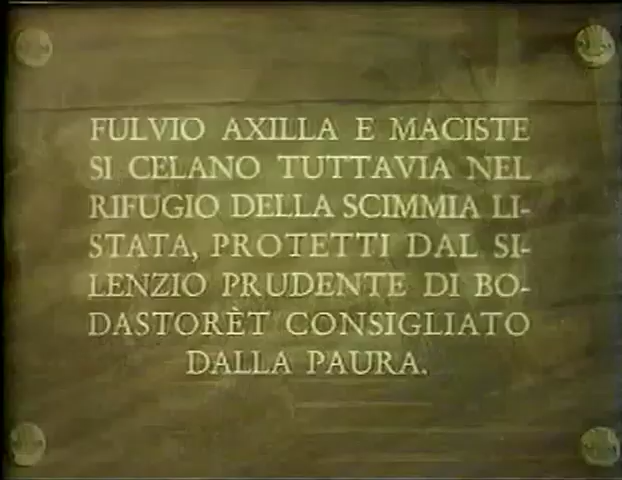 FULVIO AXILLA E MACISTE
SI CELANO TUTTAVIA NEL
RIFUGIO DELLA SCIMMIA LI-
STATA, PROTETTI DAL SI-
LENZIO PRUDENTE DI BO-
DASTORÈT CONSIGLIATO
DALLA PAURA.